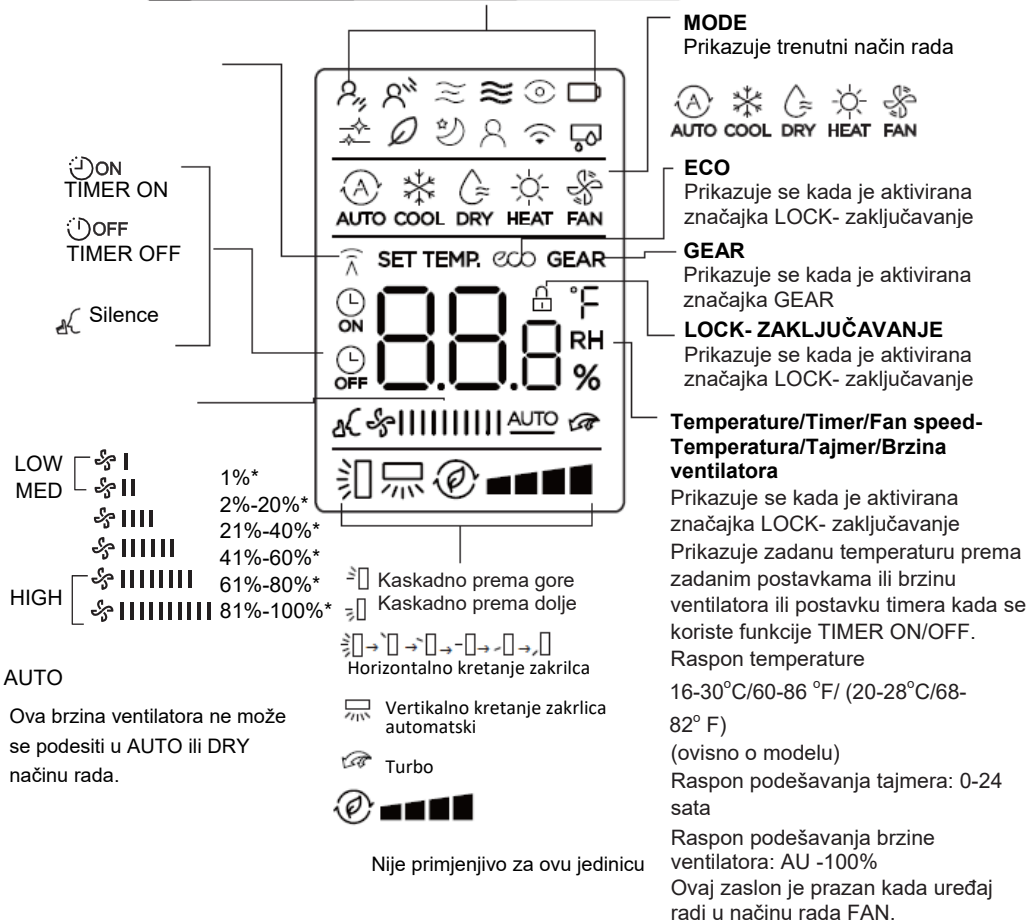 MODE
Prikazuje trenutni način rada
AUTO COOL DRY HEAT FAN
ECO
Prikazuje se kada je aktivirana
značajka LOCK- zaključavanje
GEAR
Prikazuje se kada je aktivirana
značajka GEAR
LOCK- ZAKLJUČAVANJE
Prikazuje se kada je aktivirana
značajka LOCK- zaključavanje
Temperature/Timer/Fan speed-
Temperatura/Tajmer/Brzina
ventilatora
Prikazuje se kada je aktivirana
značajka LOCK- zaključavanje
Prikazuje zadanu temperaturu prema
zadanim postavkama ili brzinu
ventilatora ili postavku timera kada se
koriste funkcije TIMER ON/OFF.
Raspon temperature
16-30°C/60-86 °F/ (20-28°C/68-
82° F)
(ovisno o modelu)
Raspon podešavanja tajmera: 0-24
sata
Raspon podešavanja brzine
ventilatora: AU -100%
Ovaj zaslon je prazan kada uređaj
radi u načinu rada FAN.
A
AUTO COOL DRY HEAT FAN
SET TEMP. eco GEAR
ON
OFF
88.8
°F
RH
%
AUTO
ON
TIMER ON
OFF
TIMER OFF
Silence
LOW
MED
HIGH
1%*
2%-20%*
21%-40%*
41%-60%*
61%-80%*
81%-100%*
AUTO
Ova brzina ventilatora ne može
se podesiti u AUTO ili DRY
načinu rada.
Kaskadno prema gore
Kaskadno prema dolje
Horizontalno kretanje zakrilca
Vertikalno kretanje zakrlica
automatski
Turbo
Nije primjenjivo za ovu jedinicu